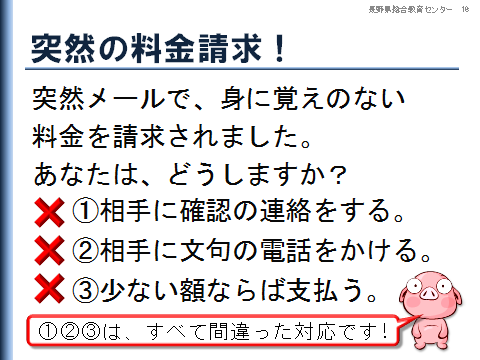 長野県総合教育センター 18
突然の料金請求！
突然メールで、身に覚えのない
料金を請求されました。
あなたは、どうしますか？
①相手に確認の連絡をする。
②相手に文句の電話をかける。
③少ない額ならば支払う。
①②③は、すべて間違った対応です！